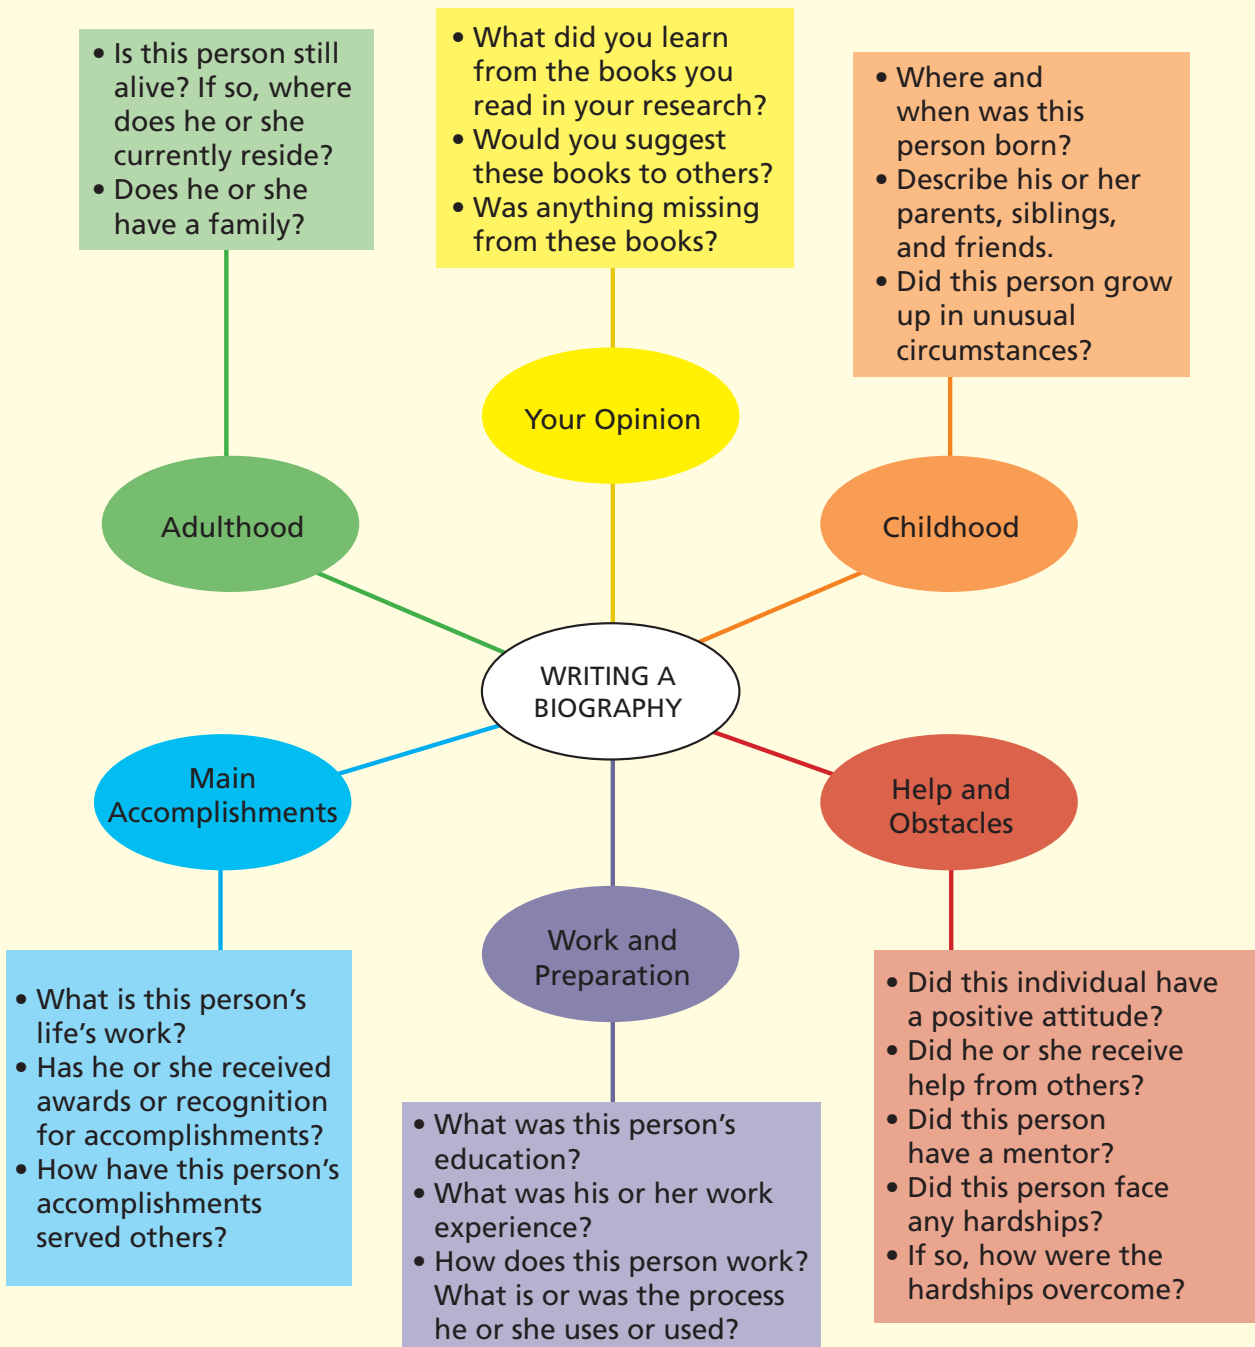 • Is this person still
alive? If so, where
does he or she
currently reside?
• Does he or she
have a family?
• What did you learn
from the books you
read in your research?
• Would you suggest
these books to others?
• Was anything missing
from these books?
• Where and
when was this
person born?
• Describe his or her
parents, siblings,
and friends.
• Did this person grow
up in unusual
circumstances?
Your Opinion
Adulthood
Childhood
WRITING A
BIOGRAPHY
Main
Accomplishments
Help and
Obstacles
Work and
Preparation
• What is this person’s
life’s work?
• Has he or she received
awards or recognition
for accomplishments?
• How have this person’s
accomplishments
served others?
• What was this person’s
education?
• What was his or her work
experience?
• How does this person work?
What is or was the process
he or she uses or used?
• Did this individual have
a positive attitude?
• Did he or she receive
help from others?
• Did this person
have a mentor?
• Did this person face
any hardships?
• If so, how were the
hardships overcome?